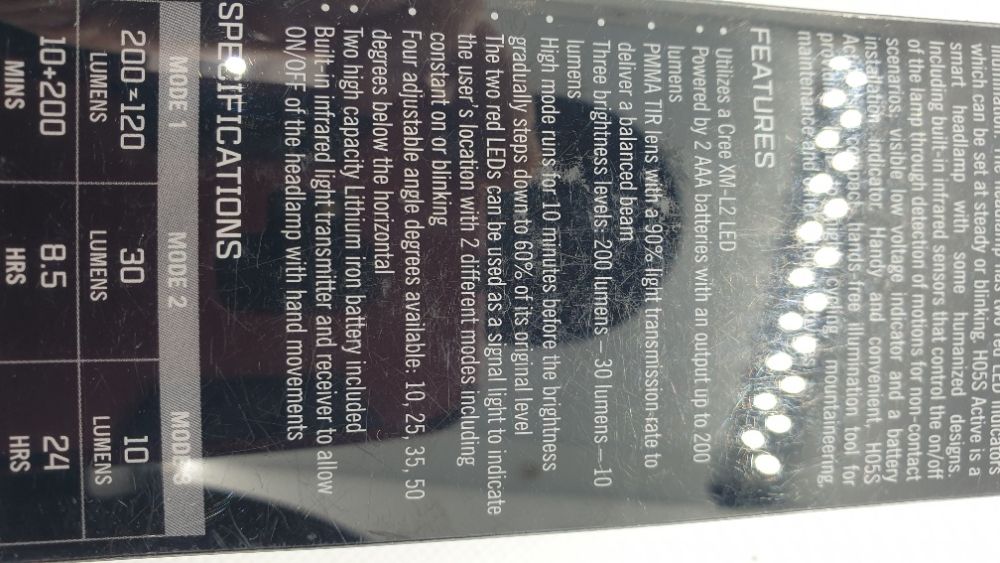 which can be set at steady or blinking. H05S Active is a
smart headlamp with some humanized designs.
Including built-in infrared sensors that control the on/off
of the lamp through detection of motions for non-contact
scenarios, visible low voltage indicator and a battery
installation indicator. Handy and convenient, H05S
hands-free illumination tool for
cycling, mountaineering,
maintenance and
FEATURES
• Utilizes a Cree XM-L2 LED
• Powered by 2 AAA batteries with an output up to 200
lumens
• PMMA TIR lens with a 90% light transmission-rate to
deliver a balanced beam
• Three brightness levels: 200 lumens — 30 lumens — 10
lumens
• High mode runs for 10 minutes before the brightness
gradually steps down to 60% of its original level
• The two red LEDs can be used as a signal light to indicate
the user's location with 2 different modes including
constant on or blinking
• Four adjustable angle degrees available: 10, 25, 35, 50
degrees below the horizontal
• Two high capacity Lithium iron battery included
• Built-in infrared light transmitter and receiver to allow
ON/OFF of the headlamp with hand movements
SPECIFICATIONS
MODE 1 MODE 2 MODE 3
200=120 30 10
LUMENS LUMENS LUMENS
10+200 8.5 24
MINS HRS HRS